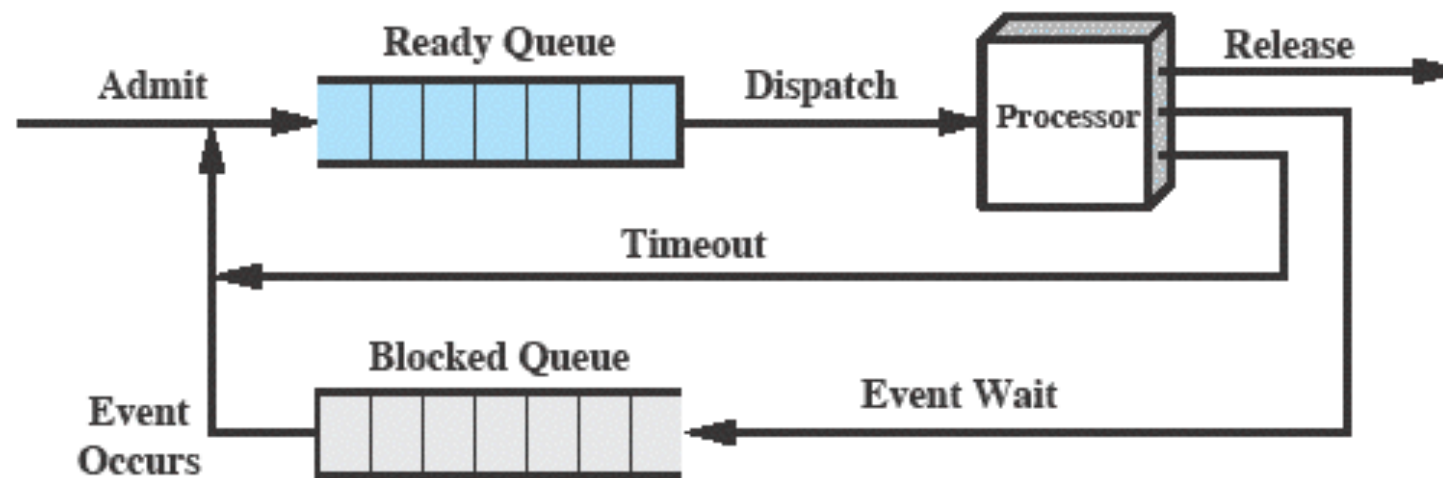 Ready Queue
Release
Admit
Dispatch
Processor
Timeout
Blocked Queue
Event Wait
Event
Occurs